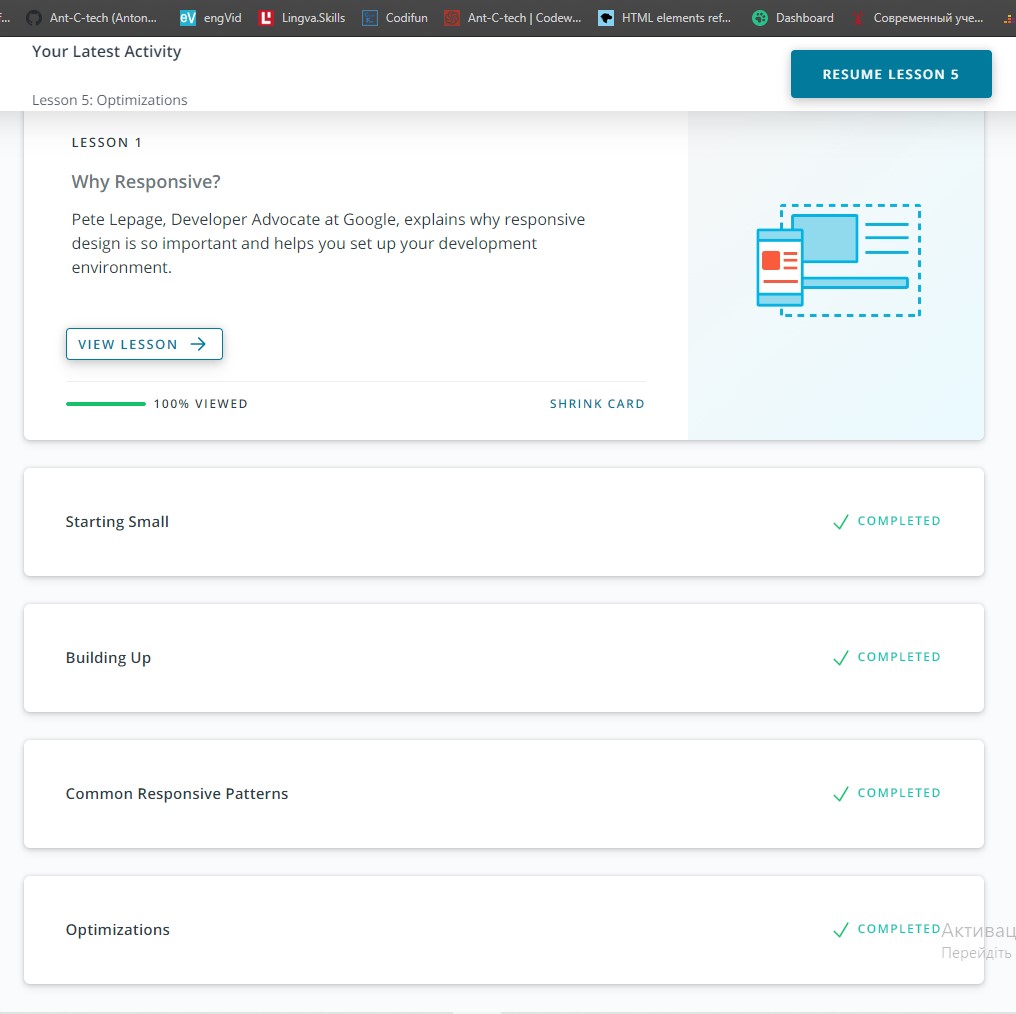 f... Ant-C-tech (Anton... eV engVid Lingva.Skills Codifun Ant-C-tech | Codew... HTML elements ref... Dashboard Современный уче...
Your Latest Activity
RESUME LESSON 5
Lesson 5: Optimizations
LESSON 1
Why Responsive?
Pete Lepage, Developer Advocate at Google, explains why responsive
design is so important and helps you set up your development
environment.
VIEW LESSON
100% VIEWED SHRINK CARD
Starting Small COMPLETED
Building Up COMPLETED
Common Responsive Patterns COMPLETED
Optimizations COMPLETED
Активац
Перейдіть